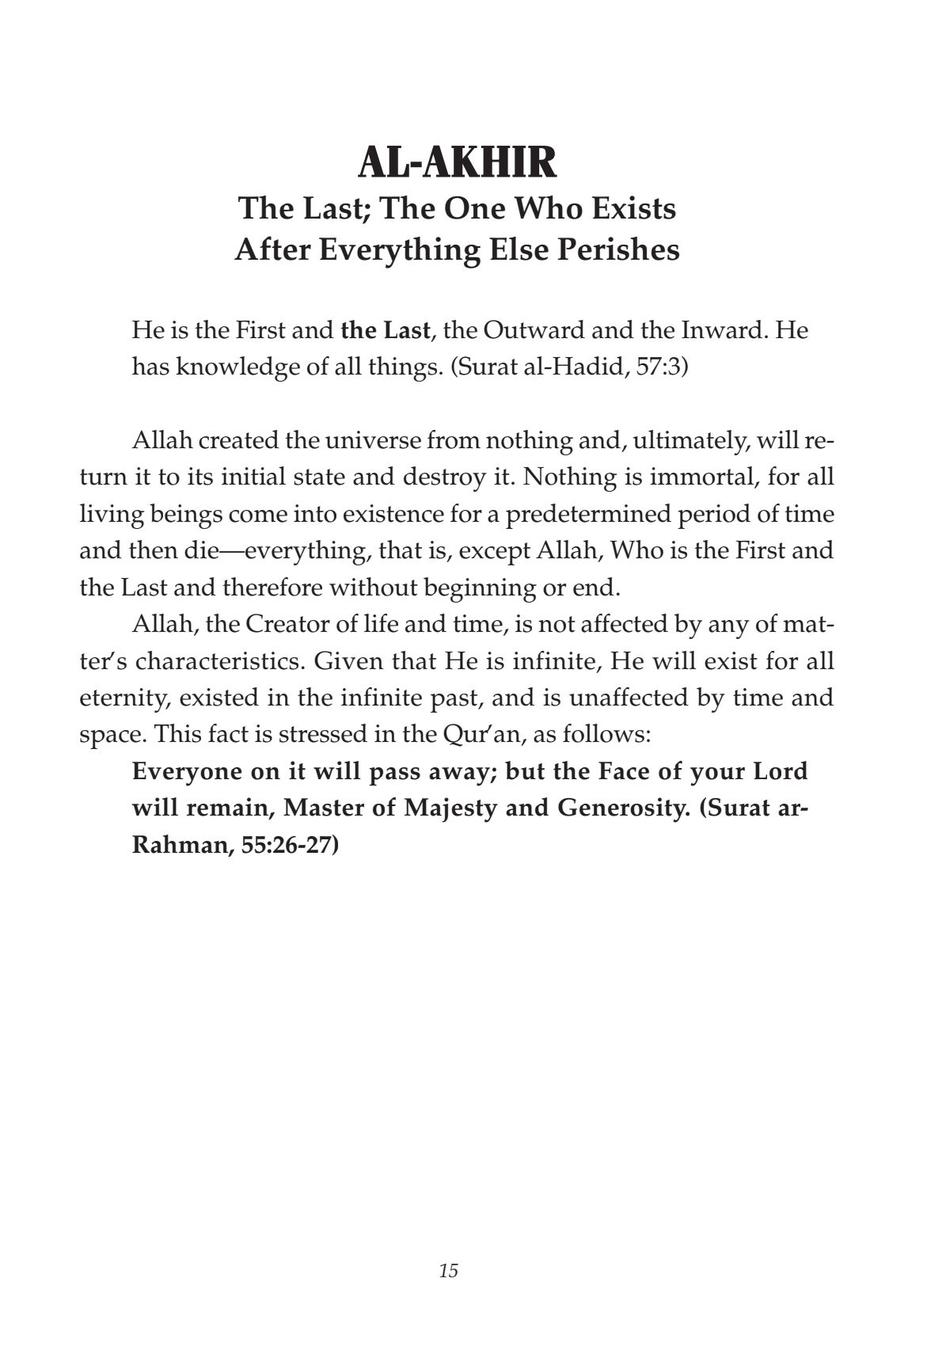 AL-AKHIR
The Last; The One Who Exists
After Everything Else Perishes
He is the First and the Last, the Outward and the Inward. He
has knowledge of all things. (Surat al-Hadid, 57:3)
Allah created the universe from nothing and, ultimately, will re-
turn it to its initial state and destroy it. Nothing is immortal, for all
living beings come into existence for a predetermined period of time
and then die—everything, that is, except Allah, Who is the First and
the Last and therefore without beginning or end.
Allah, the Creator of life and time, is not affected by any of mat-
ter's characteristics. Given that He is infinite, He will exist for all
eternity, existed in the infinite past, and is unaffected by time and
space. This fact is stressed in the Qur'an, as follows:
Everyone on it will pass away; but the Face of your Lord
will remain, Master of Majesty and Generosity. (Surat ar-
Rahman, 55:26-27)
15